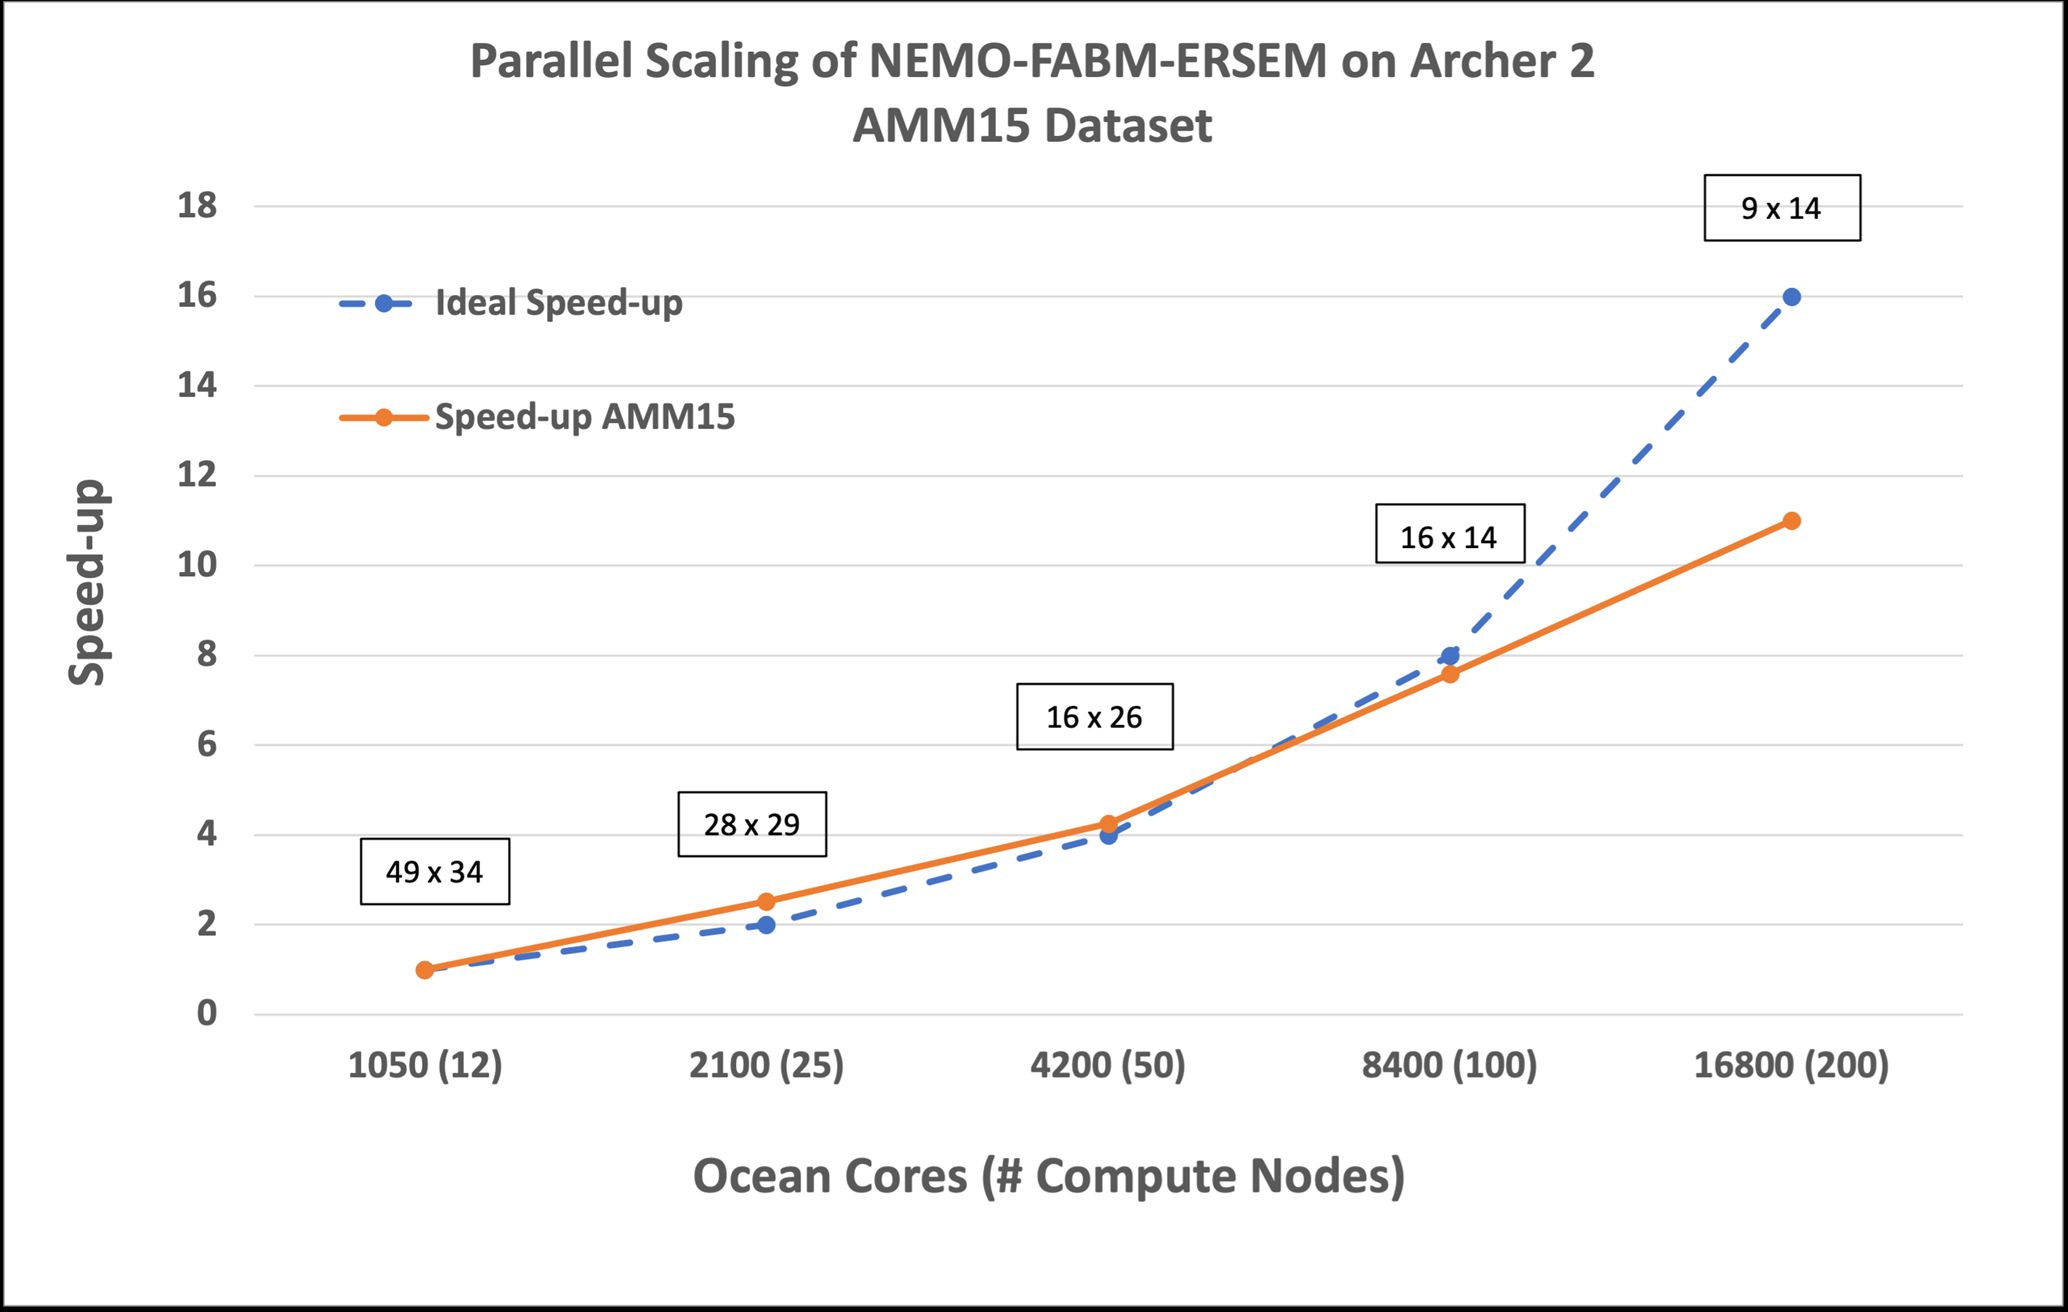 Parallel Scaling of NEMO-FABM-ERSEM on Archer 2
AMM15 Dataset
18
16
14
12
10
8
6
4
2
0
Speed-up
Ideal Speed-up
Speed-up AMM15
49 x 34
28 x 29
16 x 26
16 x 14
9 x 14
1050 (12)
2100 (25)
4200 (50)
8400 (100)
16800 (200)
Ocean Cores (# Compute Nodes)